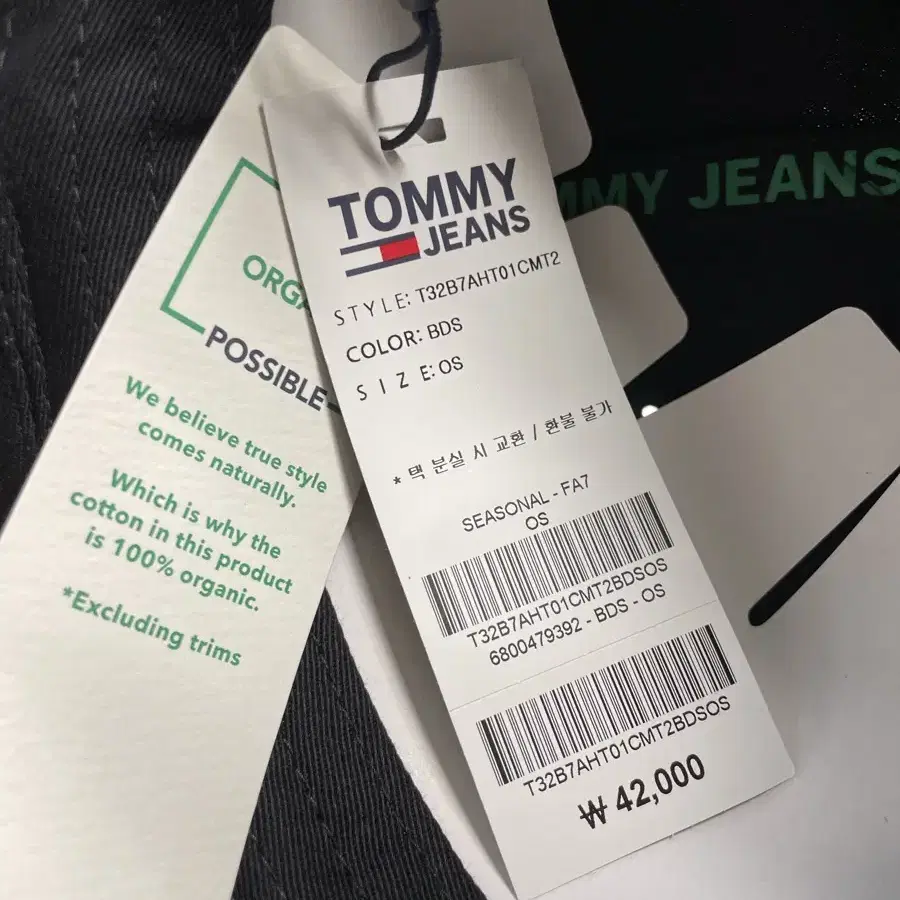 ORGA
POSSIBLE
We believe true style
comes naturally.
Which is why the
cotton in this product
is 100% organic.
*Excluding trims
TOMMY
JEANS
STYLE: T32B7AHT01CMT2
COLOR: BDS
SIZE: OS
* 택 분실 시 교환 / 환불 불가
SEASONAL - FA7
OS
T32B7AHT01CMT2BDSOS
6800479392 - BDS - OS
T32B7AHT01CMT2BDSOS
₩ 42,000
MMY JEANS